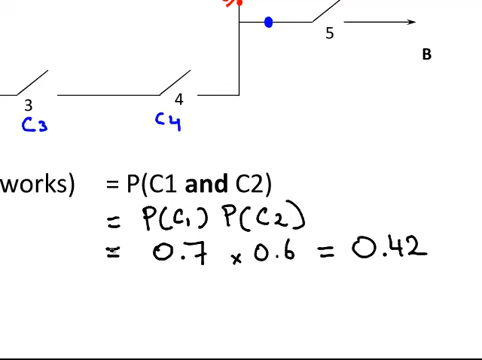 5
B
3
4
C3
C4
works) = P(C1 and C2)
= P(C1) P(C2)
= 0.7 × 0.6 = 0.42